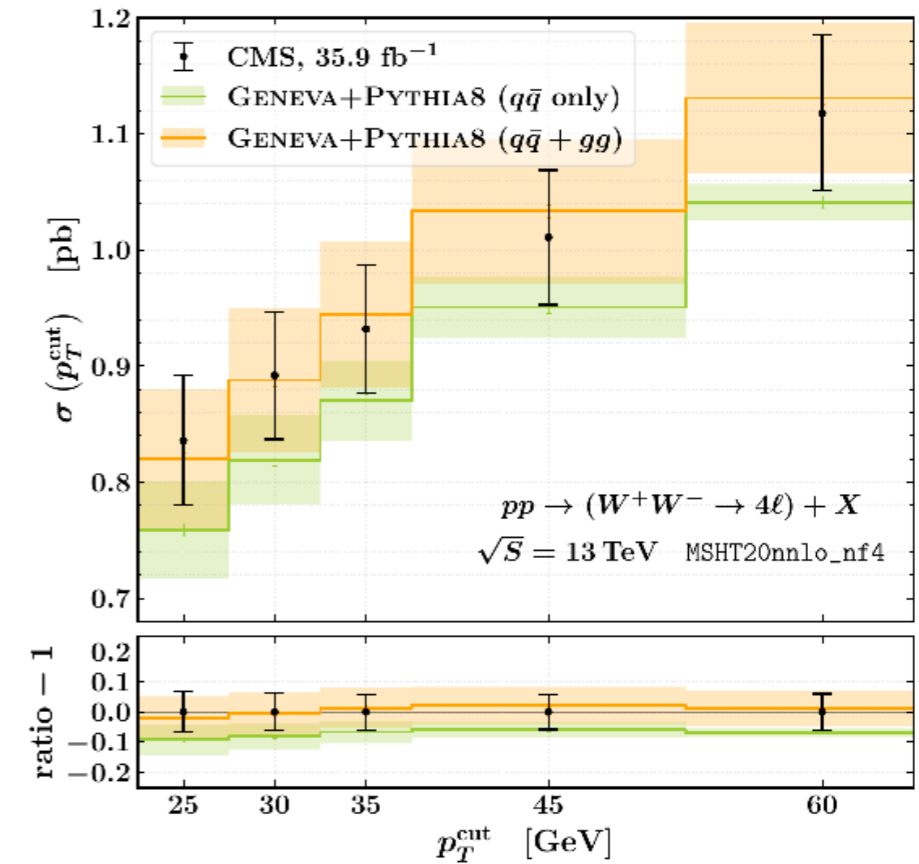 1.2
1.1
1.0
0.9
0.8
0.7
σ (p_T^cut) [pb]
CMS, 35.9 fb⁻¹
GENEVA+PYTHIA8 (qq̄ only)
GENEVA+PYTHIA8 (qq̄ + gg)
pp → (W⁺W⁻ → 4ℓ) + X
√S = 13 TeV MSHT20nnlo_nf4
0.2
0.1
0.0
−0.1
−0.2
ratio − 1
25 30 35 45 60
p_T^cut [GeV]